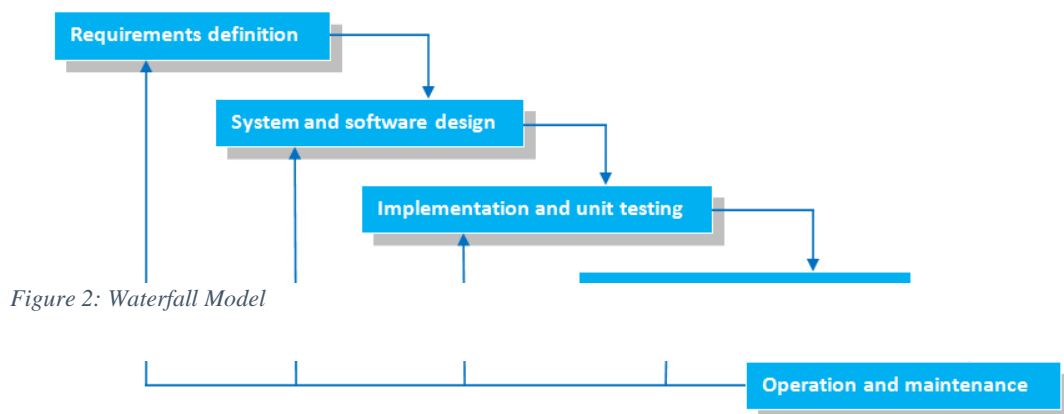 Requirements definition
System and software design
Implementation and unit testing
Figure 2: Waterfall Model
Operation and maintenance